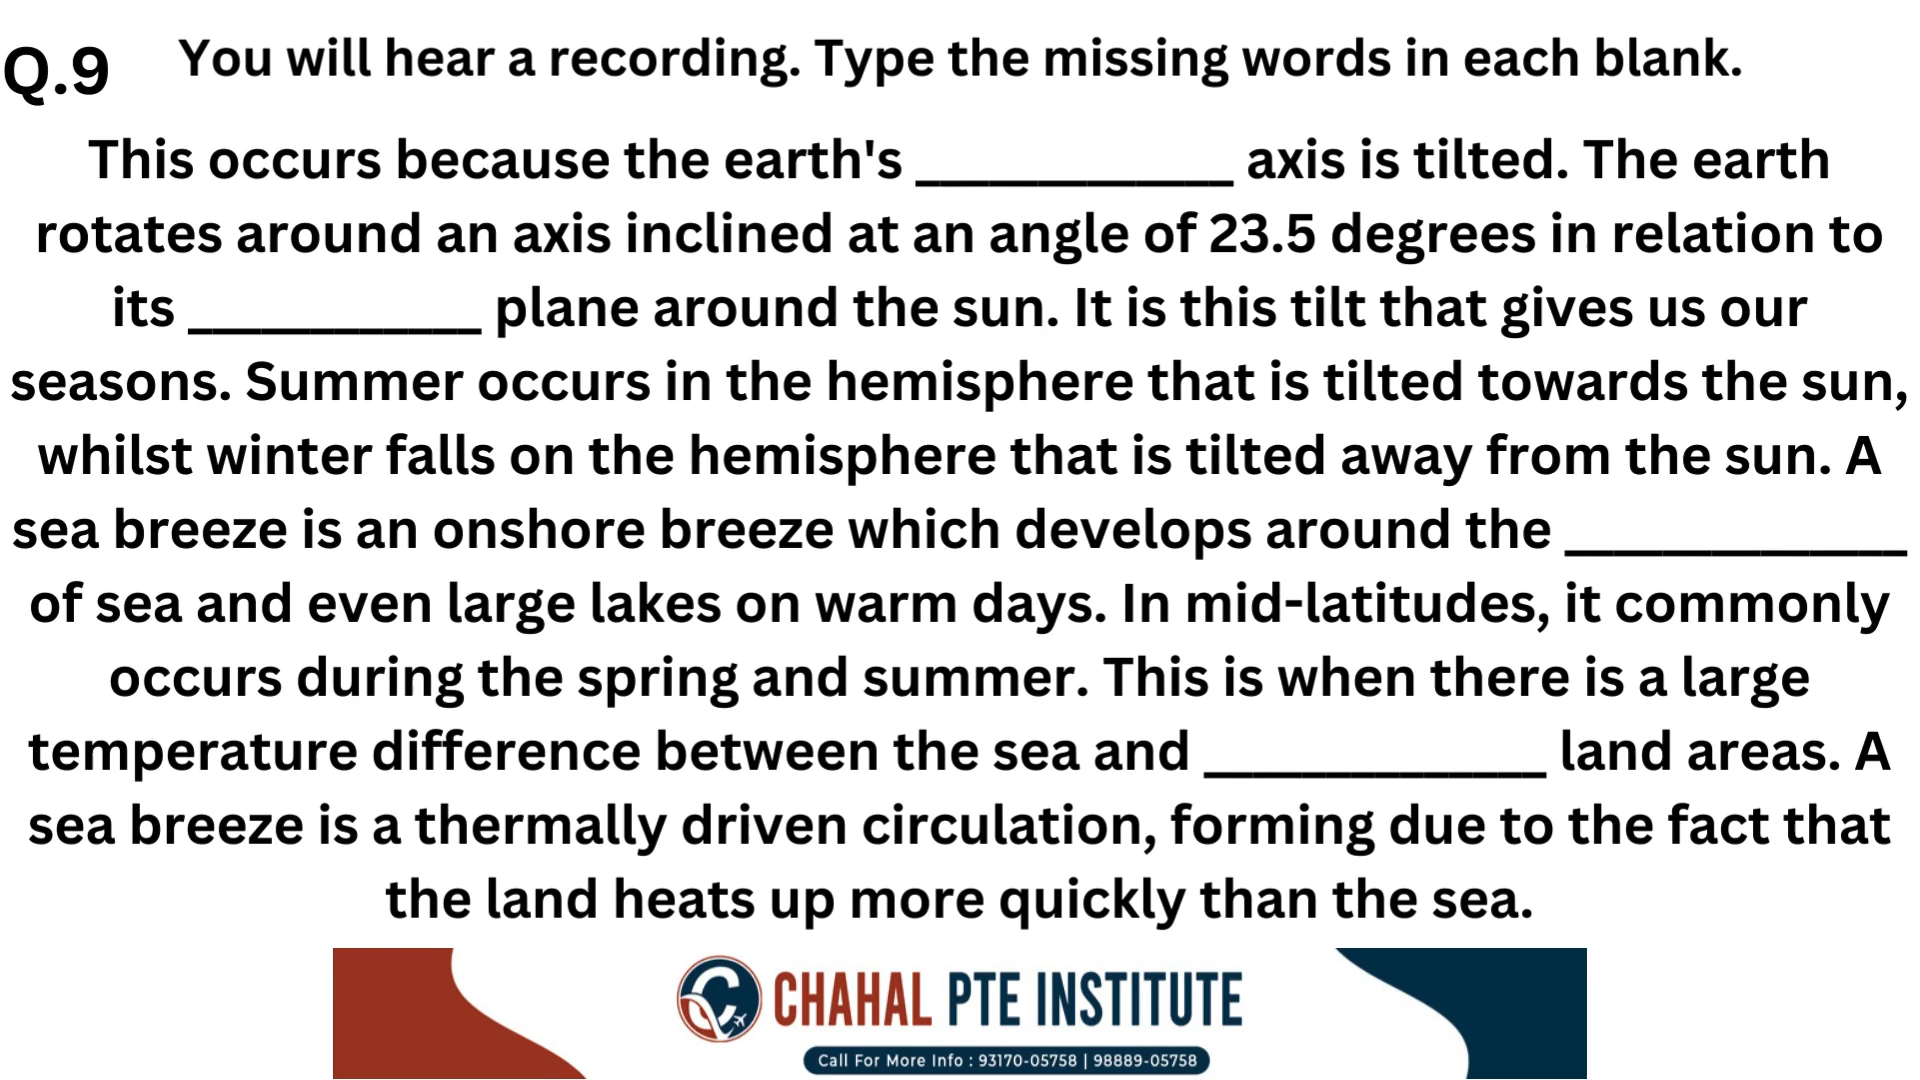 Q.9 You will hear a recording. Type the missing words in each blank.
This occurs because the earth's _____________ axis is tilted. The earth
rotates around an axis inclined at an angle of 23.5 degrees in relation to
its ____________ plane around the sun. It is this tilt that gives us our
seasons. Summer occurs in the hemisphere that is tilted towards the sun,
whilst winter falls on the hemisphere that is tilted away from the sun. A
sea breeze is an onshore breeze which develops around the ______________
of sea and even large lakes on warm days. In mid-latitudes, it commonly
occurs during the spring and summer. This is when there is a large
temperature difference between the sea and ______________ land areas. A
sea breeze is a thermally driven circulation, forming due to the fact that
the land heats up more quickly than the sea.
CHAHAL PTE INSTITUTE
Call For More Info : 93170-05758 | 98889-05758